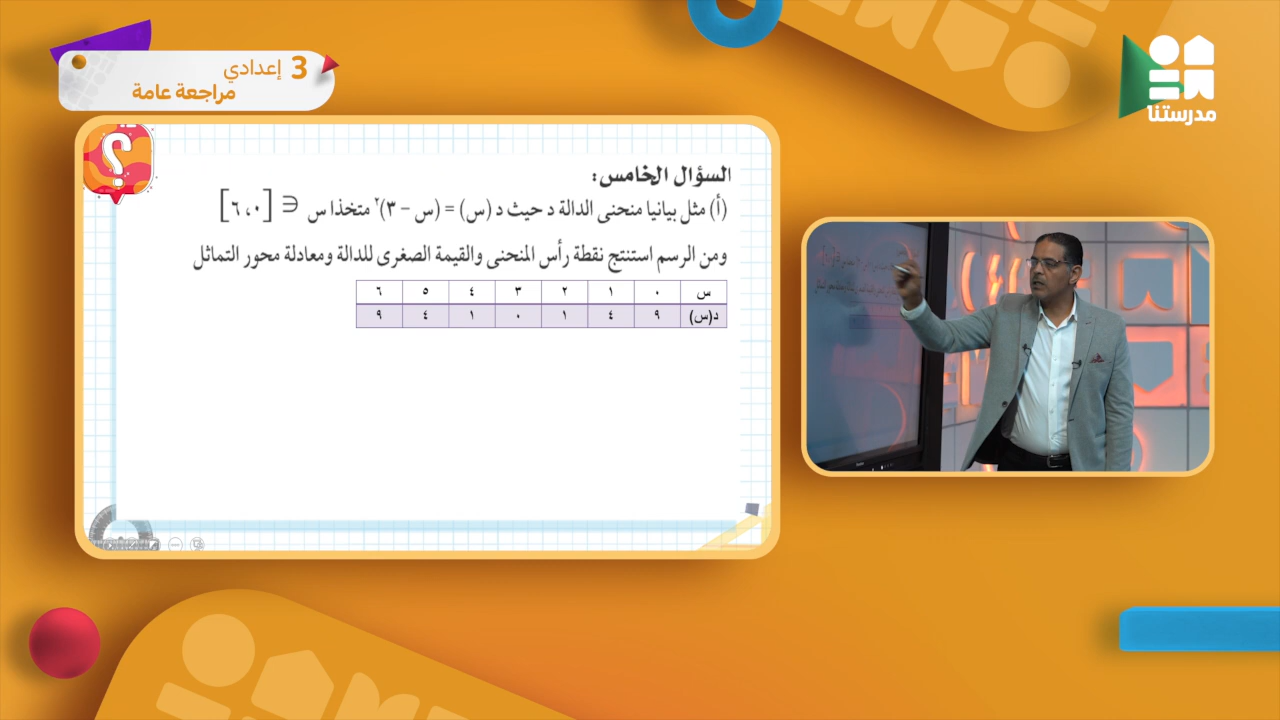 3 إعدادي
مراجعة عامة
مدرستنا
؟
السؤال الخامس:
(أ) مثل بيانيا منحنى الدالة د حيث د (س) = (س − ٣)٢ متخذا س ∋ [٠، ٦]
ومن الرسم استنتج نقطة رأس المنحنى والقيمة الصغرى للدالة ومعادلة محور التماثل
س ٠ ١ ٢ ٣ ٤ ٥ ٦
د(س) ٩ ٤ ١ ٠ ١ ٤ ٩